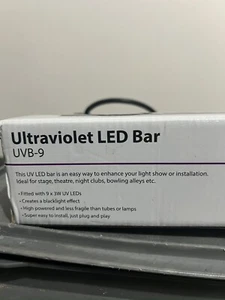 Ultraviolet LED Bar
UVB-9
This UV LED bar is an easy way to enhance your light show or installation.
Ideal for stage, theatre, night clubs, bowling alleys etc.
• Fitted with 9 x 3W UV LEDs
• Creates a blacklight effect
• High powered and less fragile than tubes or lamps
• Super easy to install, just plug and play